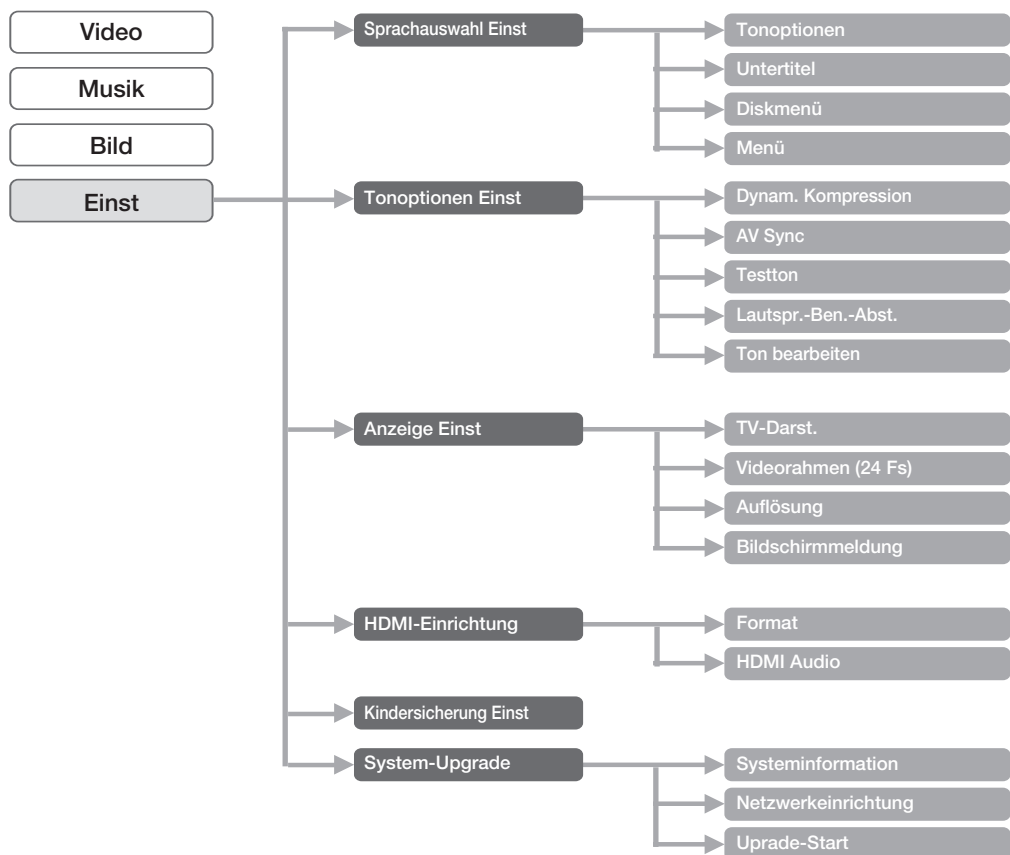 Video
Musik
Bild
Einst
Sprachauswahl Einst
Tonoptionen
Untertitel
Diskmenü
Menü
Tonoptionen Einst
Dynam. Kompression
AV Sync
Testton
Lautspr.-Ben.-Abst.
Ton bearbeiten
Anzeige Einst
TV-Darst.
Videorahmen (24 Fs)
Auflösung
Bildschirmmeldung
HDMI-Einrichtung
Format
HDMI Audio
Kindersicherung Einst
System-Upgrade
Systeminformation
Netzwerkeinrichtung
Uprade-Start